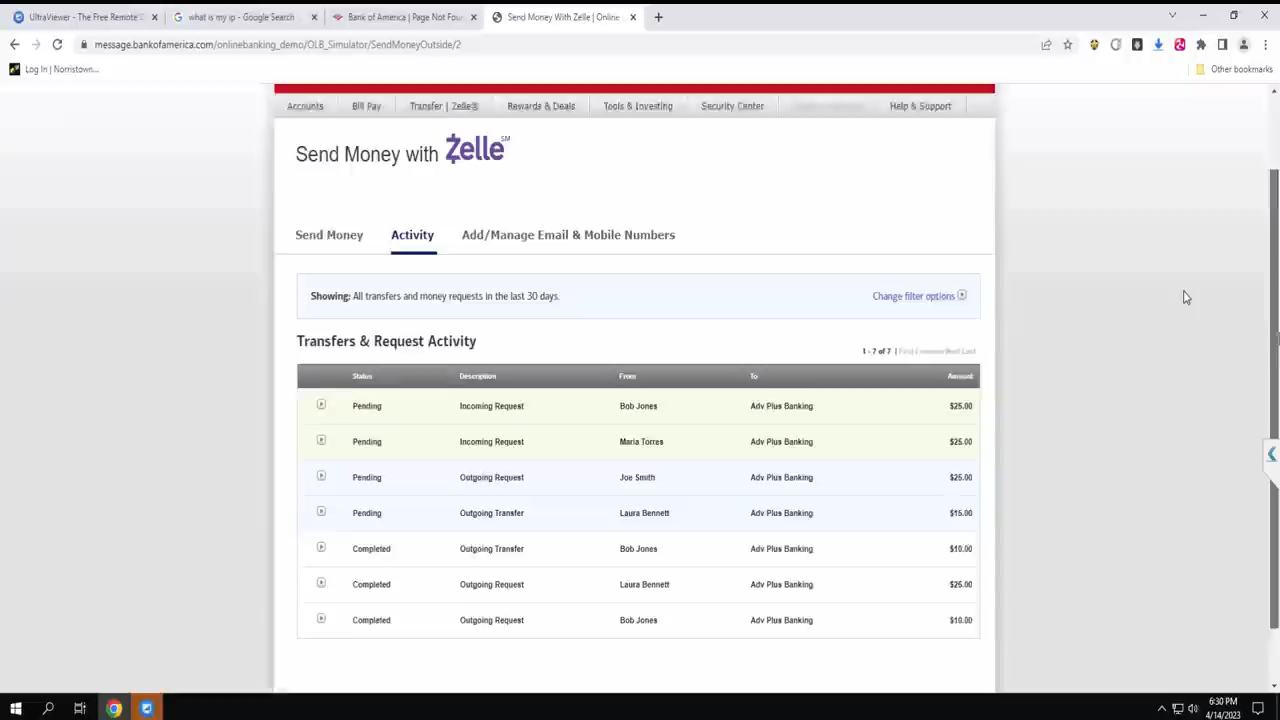 UltraViewer - The Free Remote
what is my ip - Google Search
Bank of America | Page Not Foun
Send Money With Zelle | Online
message.bankofamerica.com/onlinebanking_demo/OLB_Simulator/SendMoneyOutside/2
Log In | Norristown...
Other bookmarks
Accounts Bill Pay Transfer | Zelle® Rewards & Deals Tools & Investing Security Center Help & Support
Send Money with Zelle SM
Send Money Activity Add/Manage Email & Mobile Numbers
Showing: All transfers and money requests in the last 30 days. Change filter options
Transfers & Request Activity
1 - 7 of 7 |
Status Description From To Amount
Pending Incoming Request Bob Jones Adv Plus Banking $25.00
Pending Incoming Request Maria Torres Adv Plus Banking $25.00
Pending Outgoing Request Joe Smith Adv Plus Banking $25.00
Pending Outgoing Transfer Laura Bennett Adv Plus Banking $15.00
Completed Outgoing Transfer Bob Jones Adv Plus Banking $10.00
Completed Outgoing Request Laura Bennett Adv Plus Banking $25.00
Completed Outgoing Request Bob Jones Adv Plus Banking $10.00
6:30 PM
4/14/2023